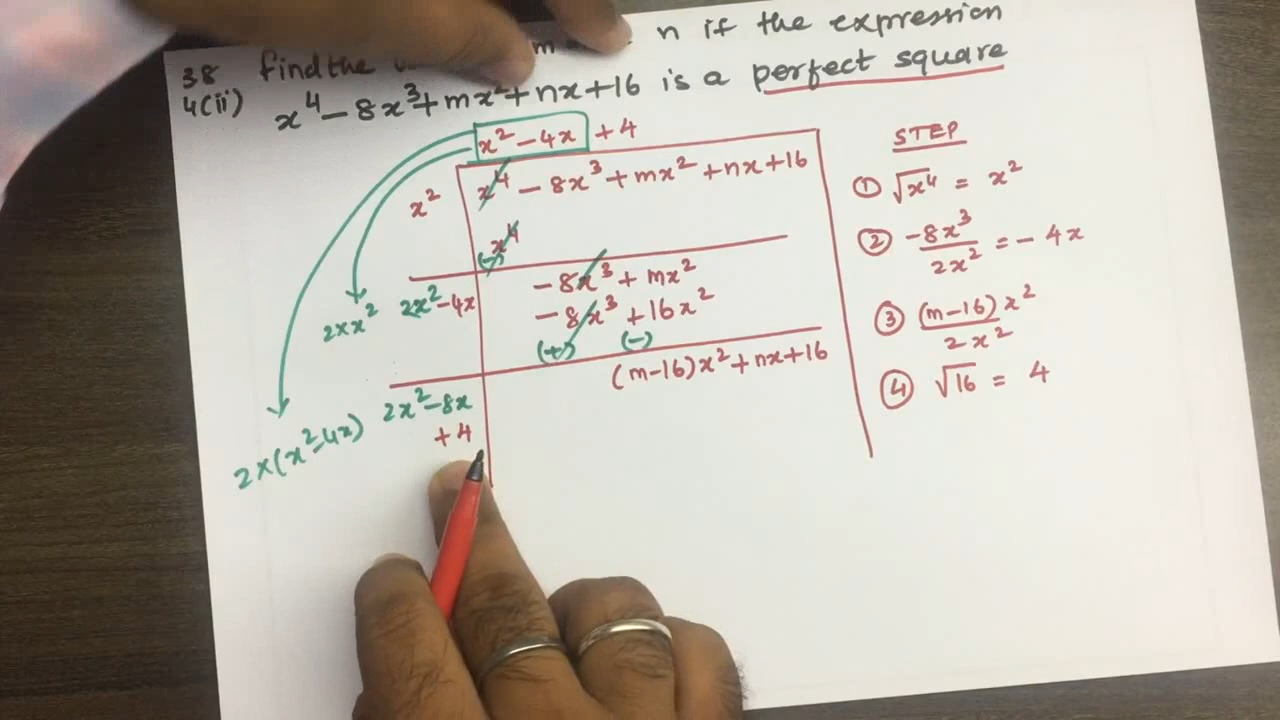 38 find the m n if the expression
4(ii) x⁴ – 8x³ + mx² + nx + 16 is a perfect square
x² – 4x + 4
x² x⁴ – 8x³ + mx² + nx + 16
x⁴
(–)
2x² – 4x – 8x³ + mx²
– 8x³ + 16x²
(+) (–)
(m–16)x² + nx + 16
2x² – 8x
+ 4
2×x²
2×(x²–4x)
STEP
① √x⁴ = x²
② –8x³/2x² = – 4x
③ (m–16)x²/2x²
④ √16 = 4